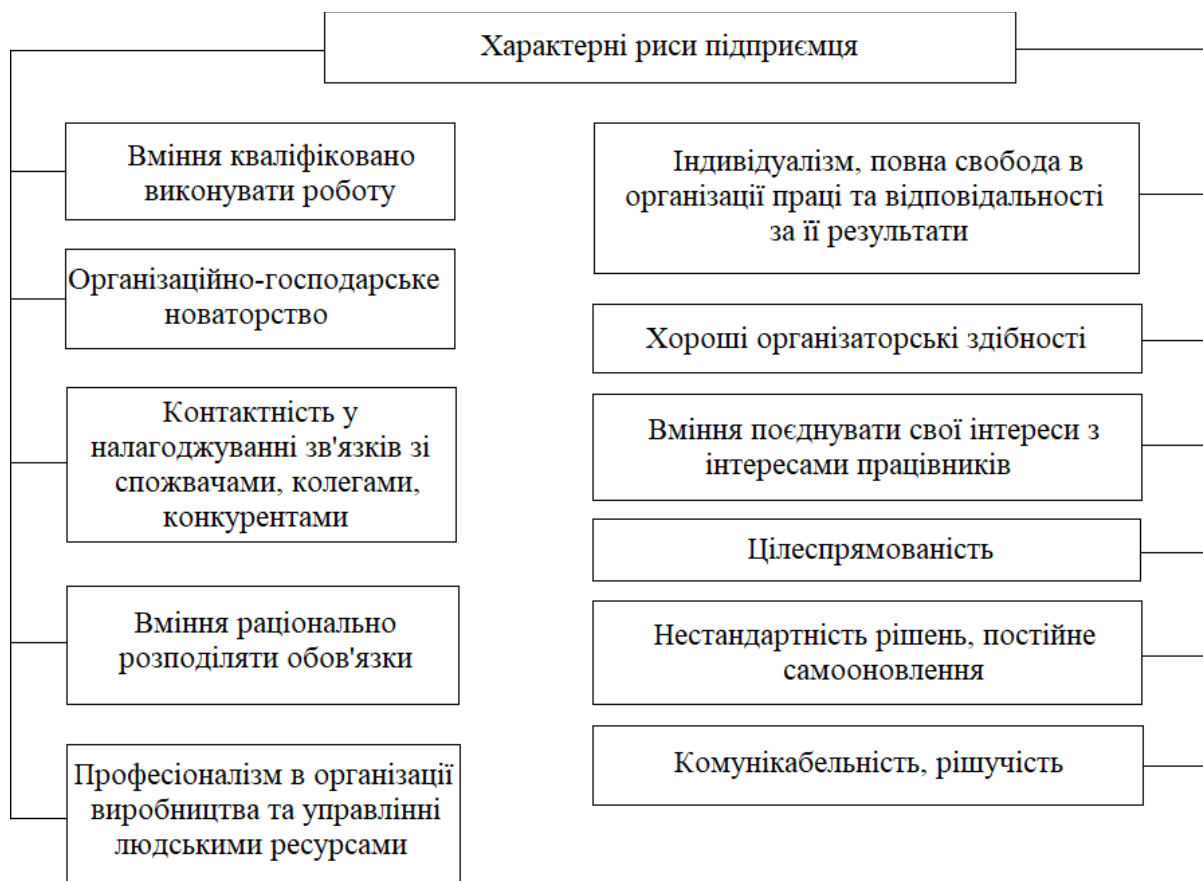 Характерні риси підприємця
Вміння кваліфіковано
виконувати роботу
Організаційно-господарське
новаторство
Контактність у
налагоджуванні зв'язків зі
спожвачами, колегами,
конкурентами
Вміння раціонально
розподіляти обов'язки
Професіоналізм в організації
виробництва та управлінні
людськими ресурсами
Індивідуалізм, повна свобода в
організації праці та відповідальності
за її результати
Хороші організаторські здібності
Вміння поєднувати свої інтереси з
інтересами працівників
Цілеспрямованість
Нестандартність рішень, постійне
самооновлення
Комунікабельність, рішучість